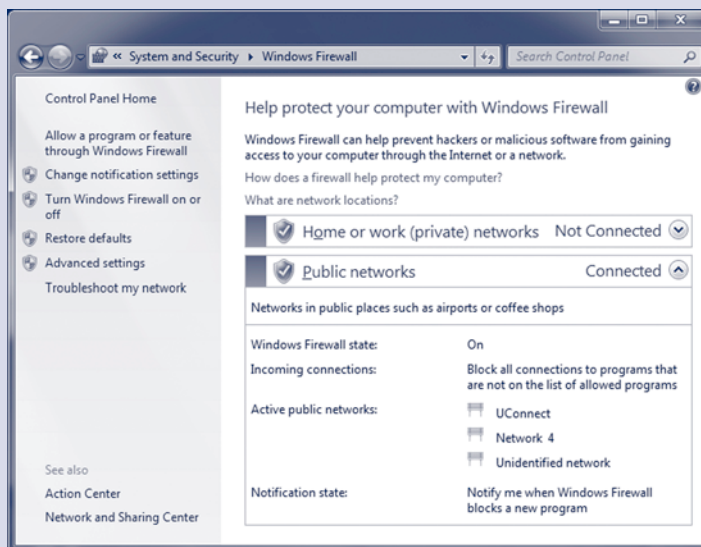 « System and Security ▸ Windows Firewall
Search Control Panel
Control Panel Home
Allow a program or feature
through Windows Firewall
Change notification settings
Turn Windows Firewall on or
off
Restore defaults
Advanced settings
Troubleshoot my network
See also
Action Center
Network and Sharing Center
Help protect your computer with Windows Firewall
Windows Firewall can help prevent hackers or malicious software from gaining
access to your computer through the Internet or a network.
How does a firewall help protect my computer?
What are network locations?
Home or work (private) networks Not Connected
Public networks Connected
Networks in public places such as airports or coffee shops
Windows Firewall state: On
Incoming connections: Block all connections to programs that
are not on the list of allowed programs
Active public networks: UConnect
Network 4
Unidentified network
Notification state: Notify me when Windows Firewall
blocks a new program